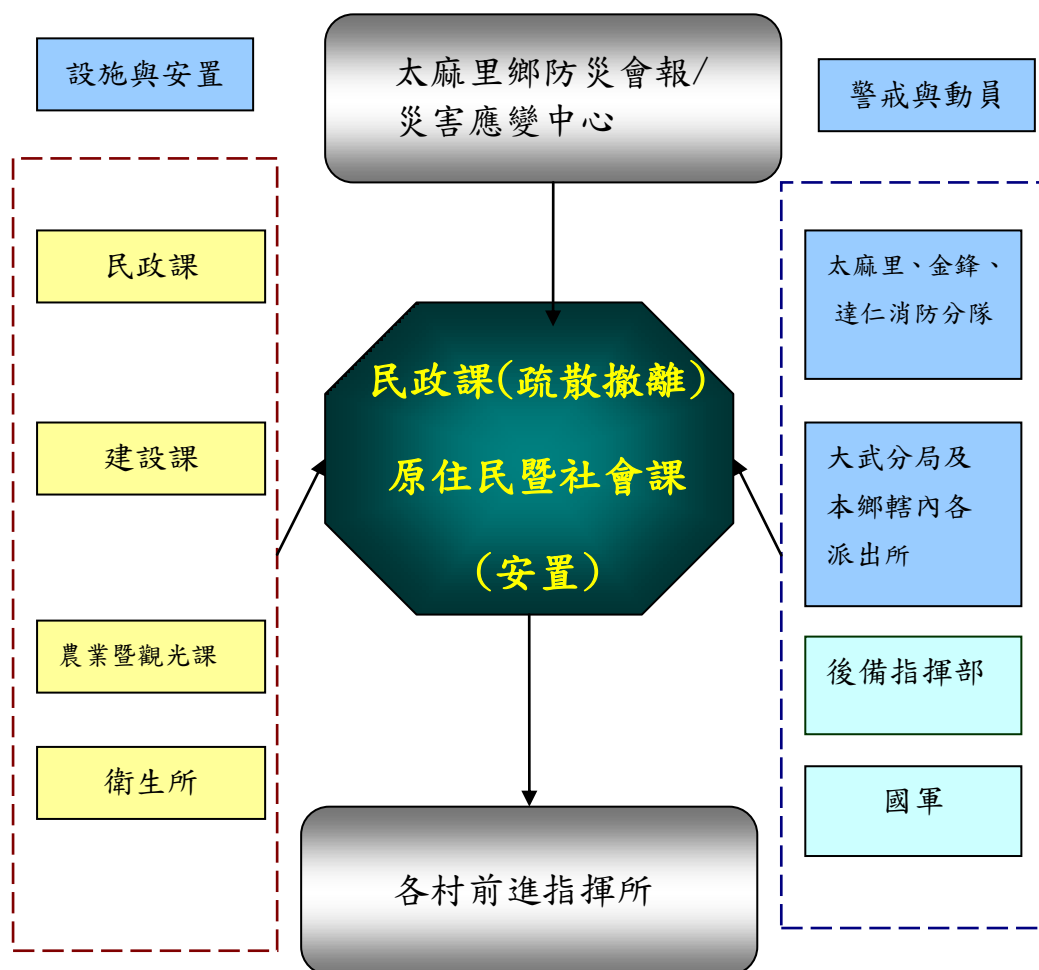 設施與安置
太麻里鄉防災會報/
災害應變中心
警戒與動員
民政課
建設課
農業暨觀光課
衛生所
民政課(疏散撤離)
原住民暨社會課
(安置)
太麻里、金鋒、
達仁消防分隊
大武分局及
本鄉轄內各
派出所
後備指揮部
國軍
各村前進指揮所